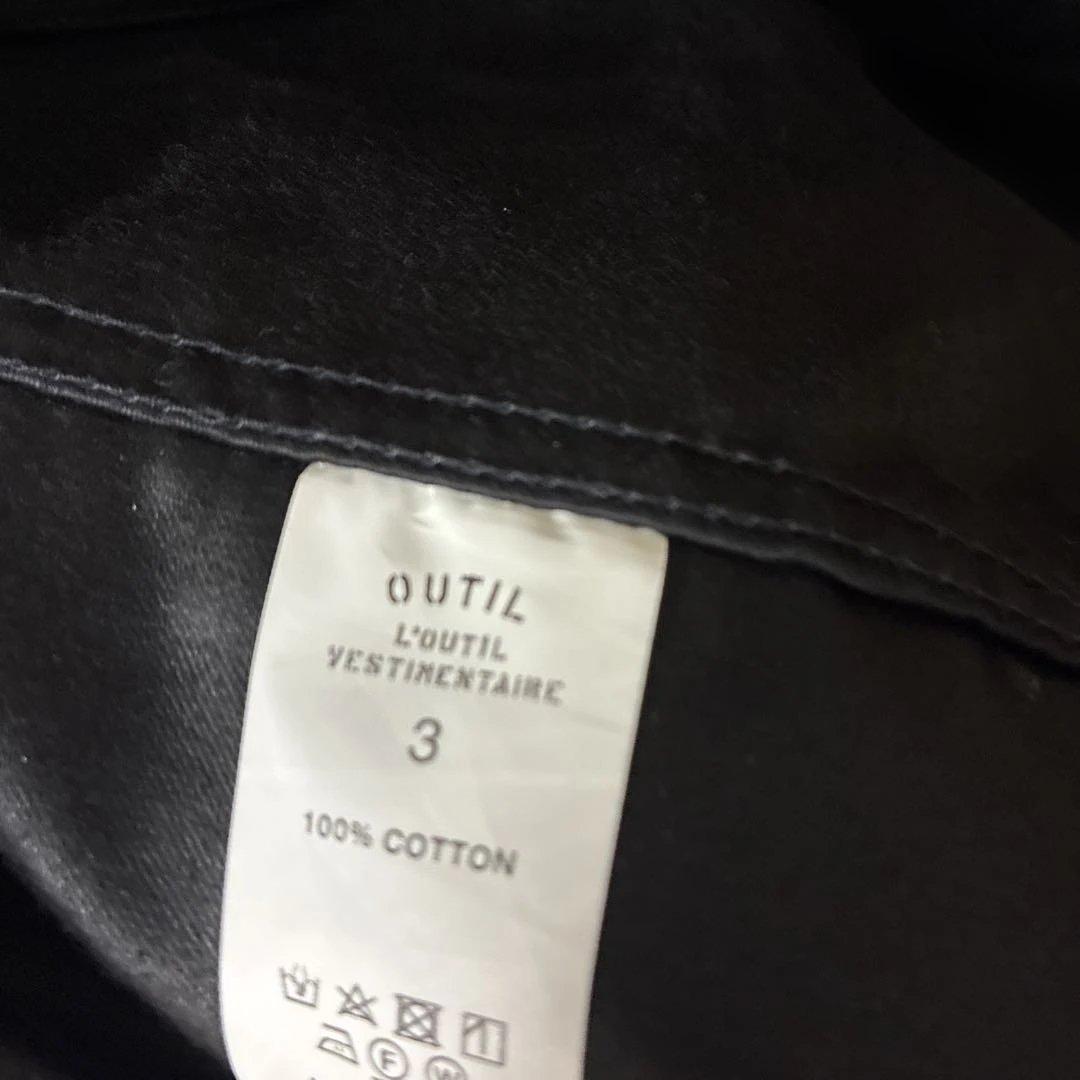 OUTIL
L'OUTIL
VESTIMENTAIRE
3
100% COTTON
F
W